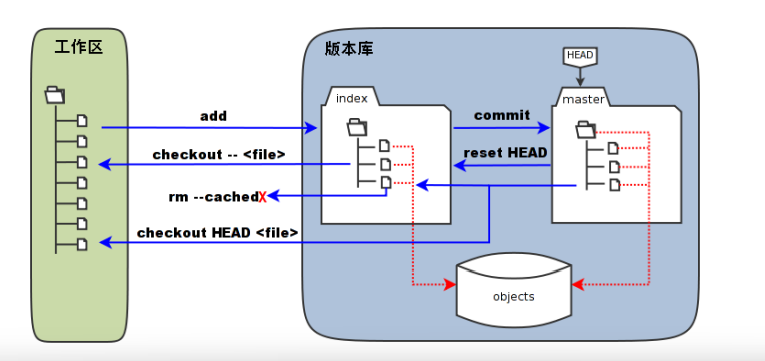 工作区
版本库
HEAD
index
master
add
commit
checkout -- <file>
reset HEAD
rm --cachedX
checkout HEAD <file>
objects